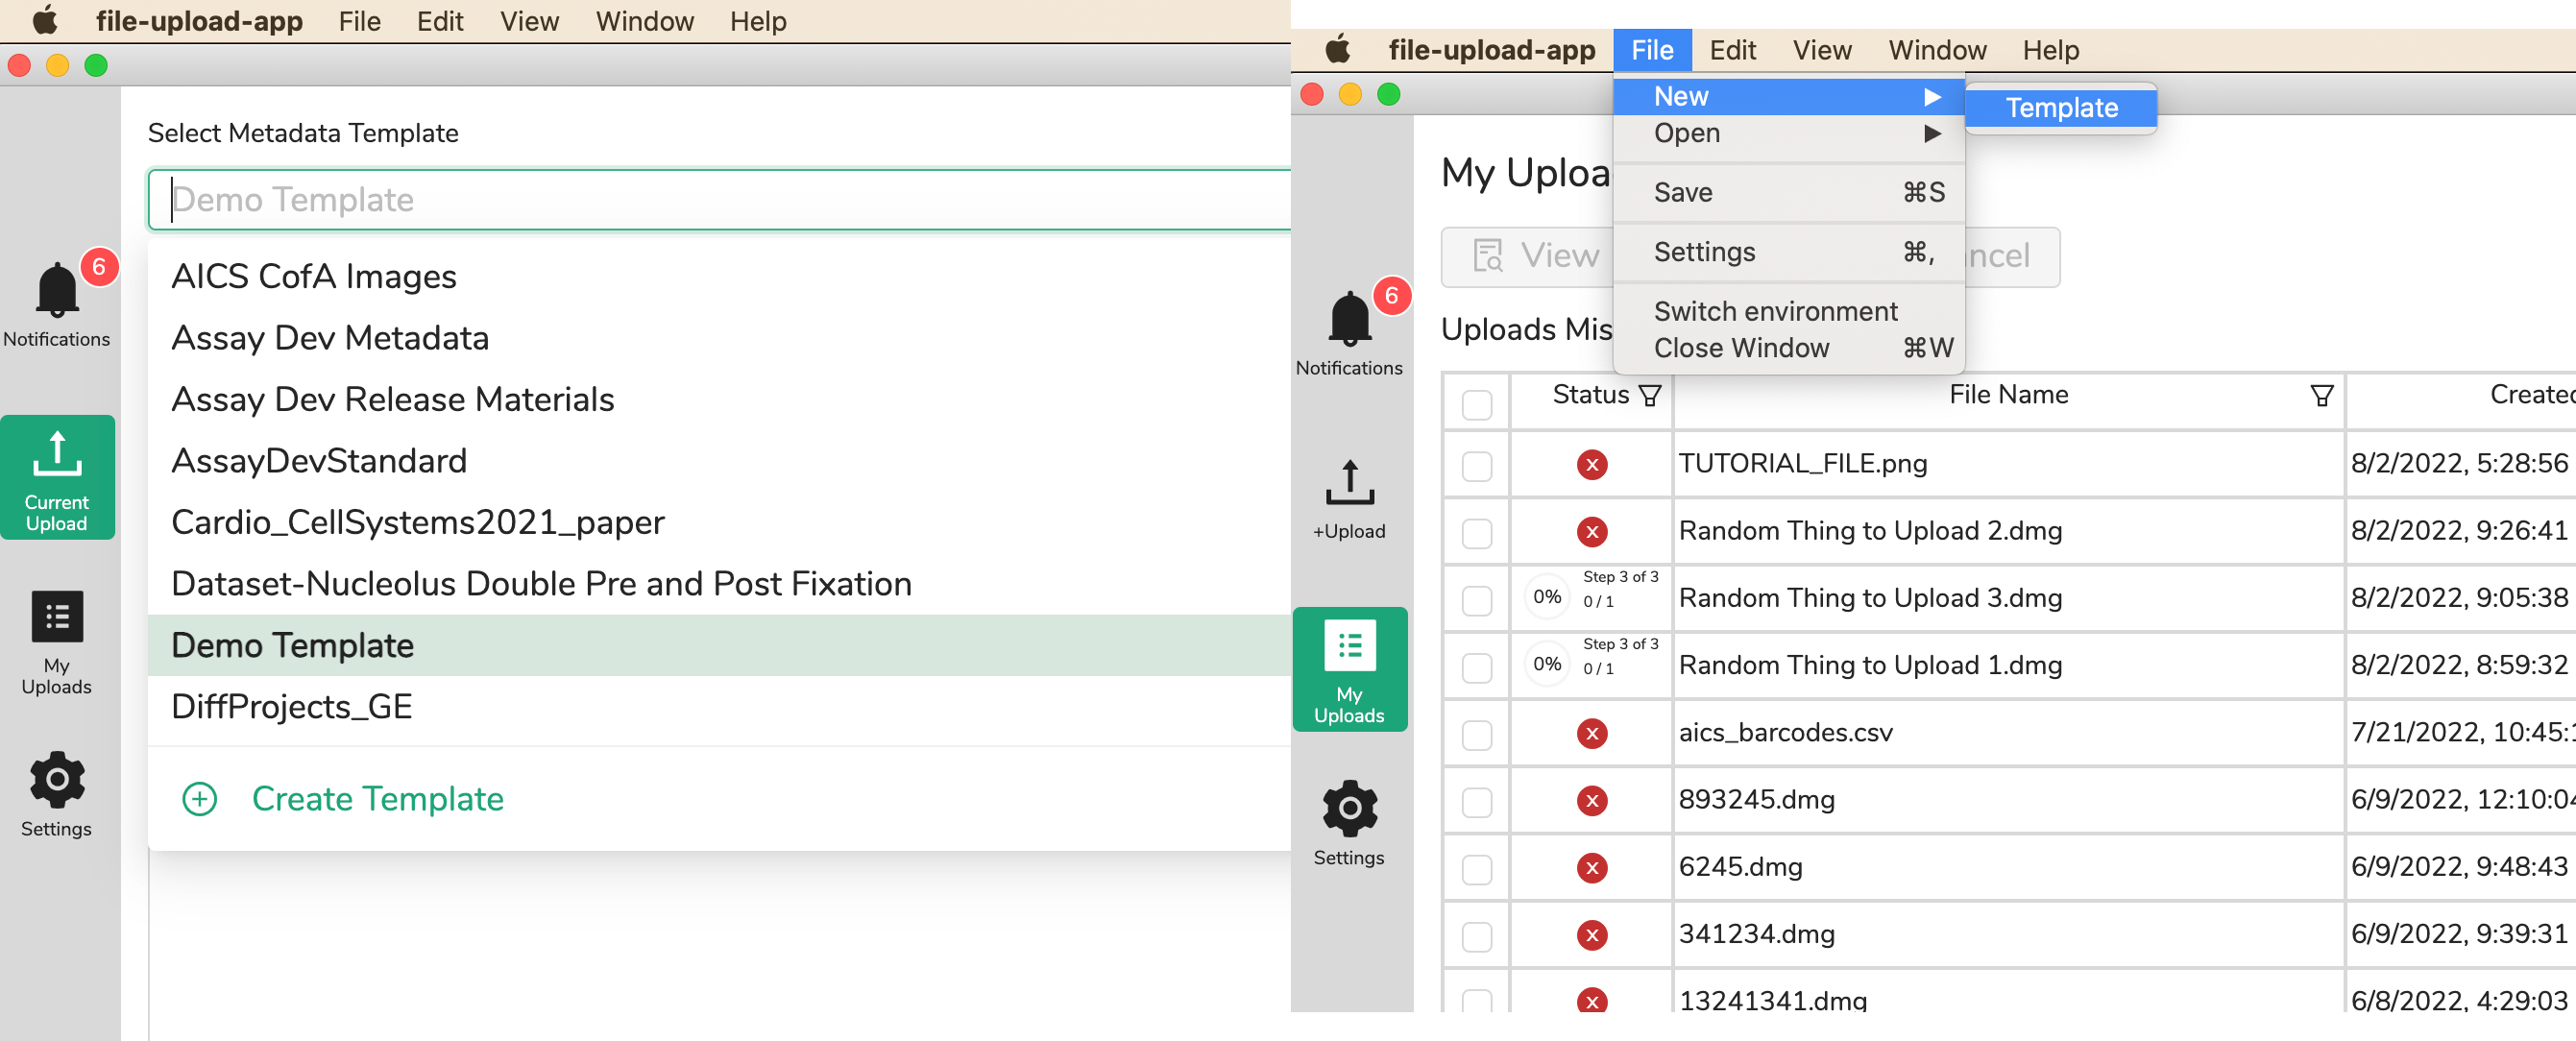 file-upload-app File Edit View Window Help
Select Metadata Template
Demo Template
AICS CofA Images
Assay Dev Metadata
Assay Dev Release Materials
AssayDevStandard
Cardio_CellSystems2021_paper
Dataset-Nucleolus Double Pre and Post Fixation
Demo Template
DiffProjects_GE
Create Template
6
Notifications
Current
Upload
My
Uploads
Settings
file-upload-app File Edit View Window Help
New
Template
Open
Save ⌘S
Settings ⌘,
Switch environment
Close Window ⌘W
My Uploa
View
ncel
Uploads Mis
6
Notifications
+Upload
My
Uploads
Settings
Status File Name Created
TUTORIAL_FILE.png 8/2/2022, 5:28:56
Random Thing to Upload 2.dmg 8/2/2022, 9:26:41
0% Step 3 of 3
0 / 1
Random Thing to Upload 3.dmg 8/2/2022, 9:05:38
0% Step 3 of 3
0 / 1
Random Thing to Upload 1.dmg 8/2/2022, 8:59:32
aics_barcodes.csv 7/21/2022, 10:45:1
893245.dmg 6/9/2022, 12:10:04
6245.dmg 6/9/2022, 9:48:43
341234.dmg 6/9/2022, 9:39:31
13241341.dmg 6/8/2022, 4:29:03